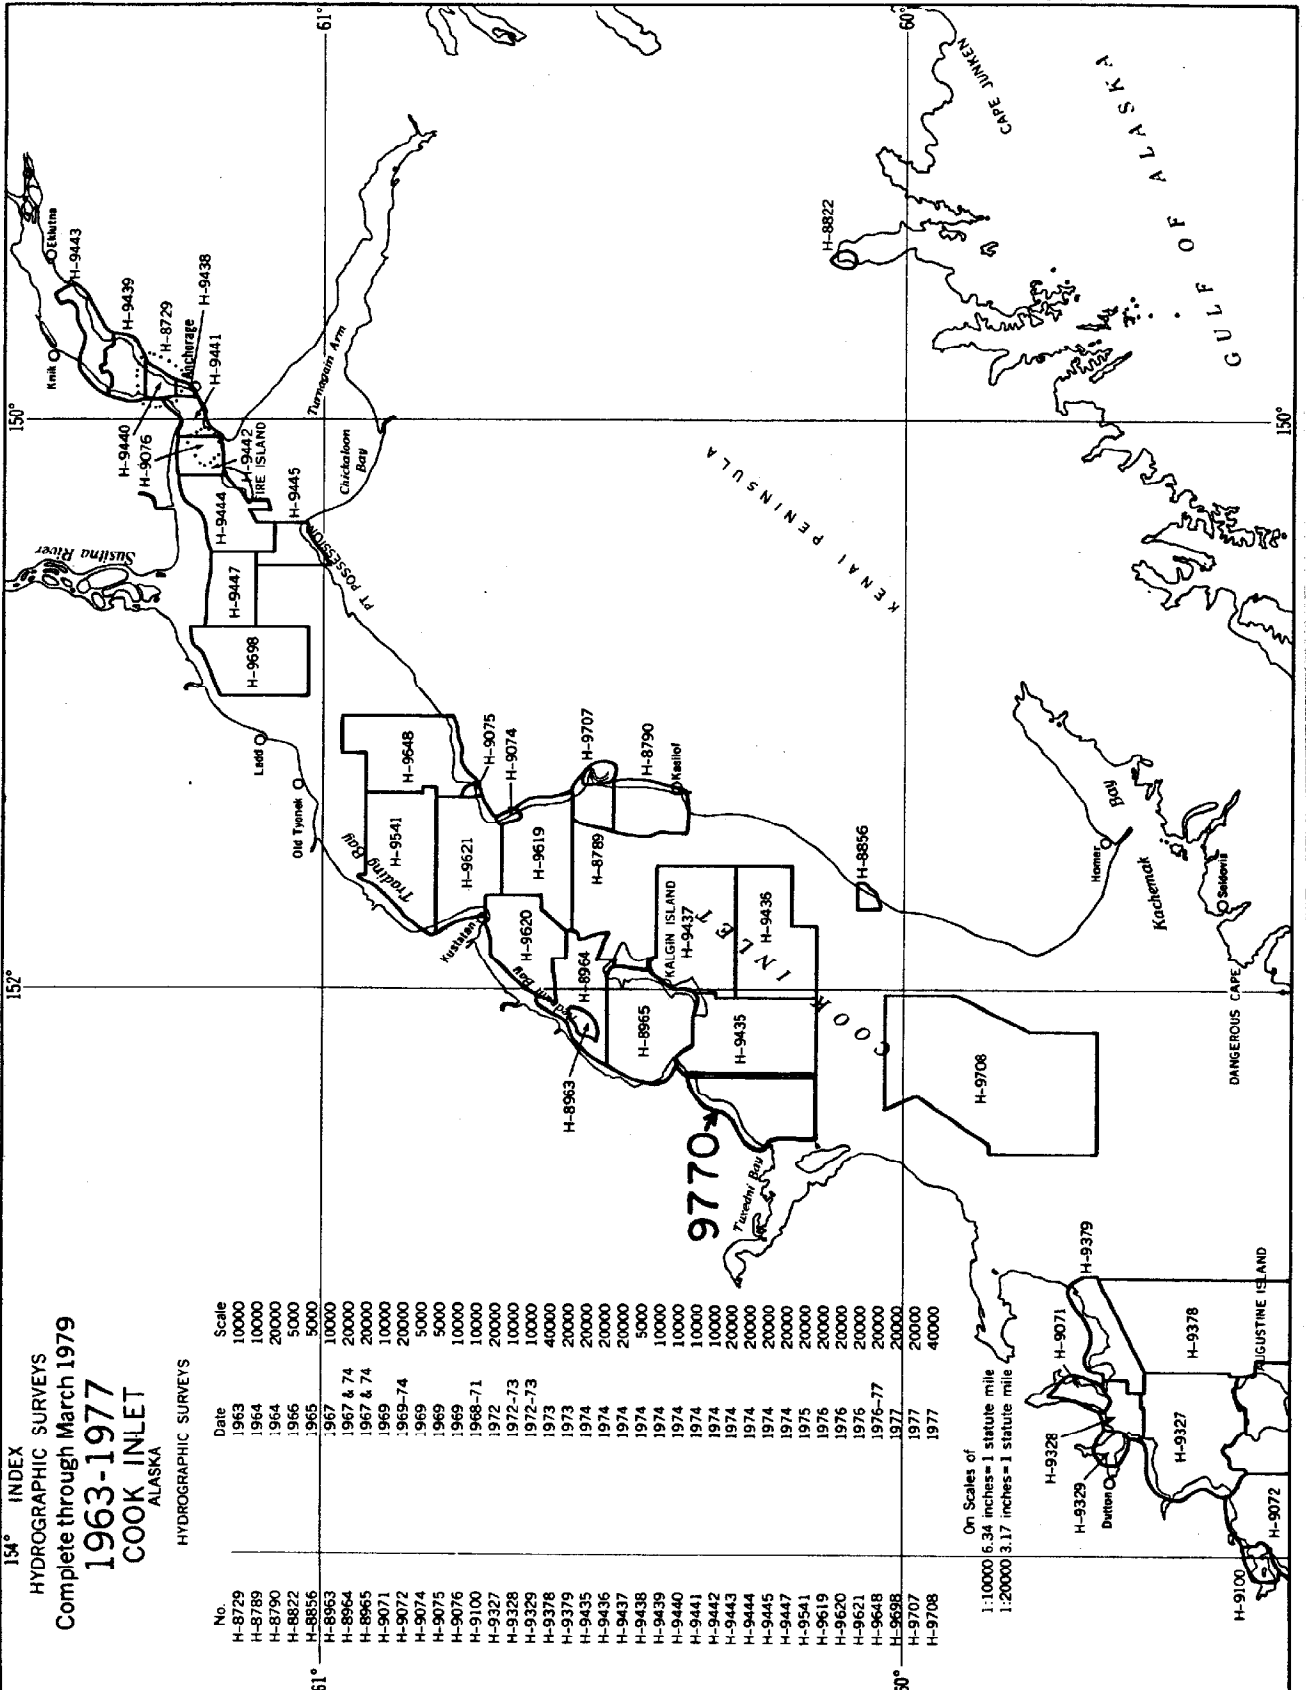 154°
INDEX
HYDROGRAPHIC SURVEYS
Complete through March 1979
1963-1977
COOK INLET
ALASKA
HYDROGRAPHIC SURVEYS
No. Date Scale
H-8729 1963 10000
H-8789 1964 10000
H-8790 1964 20000
H-8822 1966 5000
H-8856 1965 5000
H-8963 1967 10000
H-8964 1967 & 74 20000
H-8965 1967 & 74 20000
H-9071 1969 10000
H-9072 1969-74 20000
H-9074 1969 5000
H-9075 1969 5000
H-9076 1969 10000
H-9100 1968-71 10000
H-9327 1972 20000
H-9328 1972-73 10000
H-9329 1972-73 10000
H-9378 1973 40000
H-9379 1973 20000
H-9435 1974 20000
H-9436 1974 20000
H-9437 1974 20000
H-9438 1974 5000
H-9439 1974 10000
H-9440 1974 10000
H-9441 1974 10000
H-9442 1974 10000
H-9443 1974 20000
H-9444 1974 20000
H-9445 1974 20000
H-9447 1974 20000
H-9541 1975 20000
H-9619 1976 20000
H-9620 1976 20000
H-9621 1976 20000
H-9648 1976-77 20000
H-9698 1977 20000
H-9707 1977 20000
H-9708 1977 40000
On Scales of
1:10000 6.34 inches=1 statute mile
1:20000 3.17 inches=1 statute mile
152°
150°
61°
61°
60°
60°
150°
Susitna River
Knik
Eklutna
H-9443
H-9439
H-8729
H-9438
Anchorage
H-9441
H-9440
H-9076
H-9442
FIRE ISLAND
H-9444
H-9445
H-9447
H-9698
PT POSSESSION
Chickaloon
Bay
Turnagain Arm
Ladd
Old Tyonek
Trading Bay
H-9648
H-9541
H-9621
H-9075
H-9074
H-9619
Kustatan
H-9620
H-9707
H-8790
Kasilof
H-8789
H-8964
H-8963
H-8965
KALGIN ISLAND
H-9437
H-9436
H-9435
COOK INLET
9770
Tuxedni Bay
H-8856
H-9708
KENAI PENINSULA
H-8822
CAPE JUNKEN
GULF OF ALASKA
Homer
Kachemak
Bay
Seldovia
DANGEROUS CAPE
H-9379
H-9071
H-9378
H-9328
H-9329
Dutton
H-9327
AUGUSTINE ISLAND
H-9072
H-9100